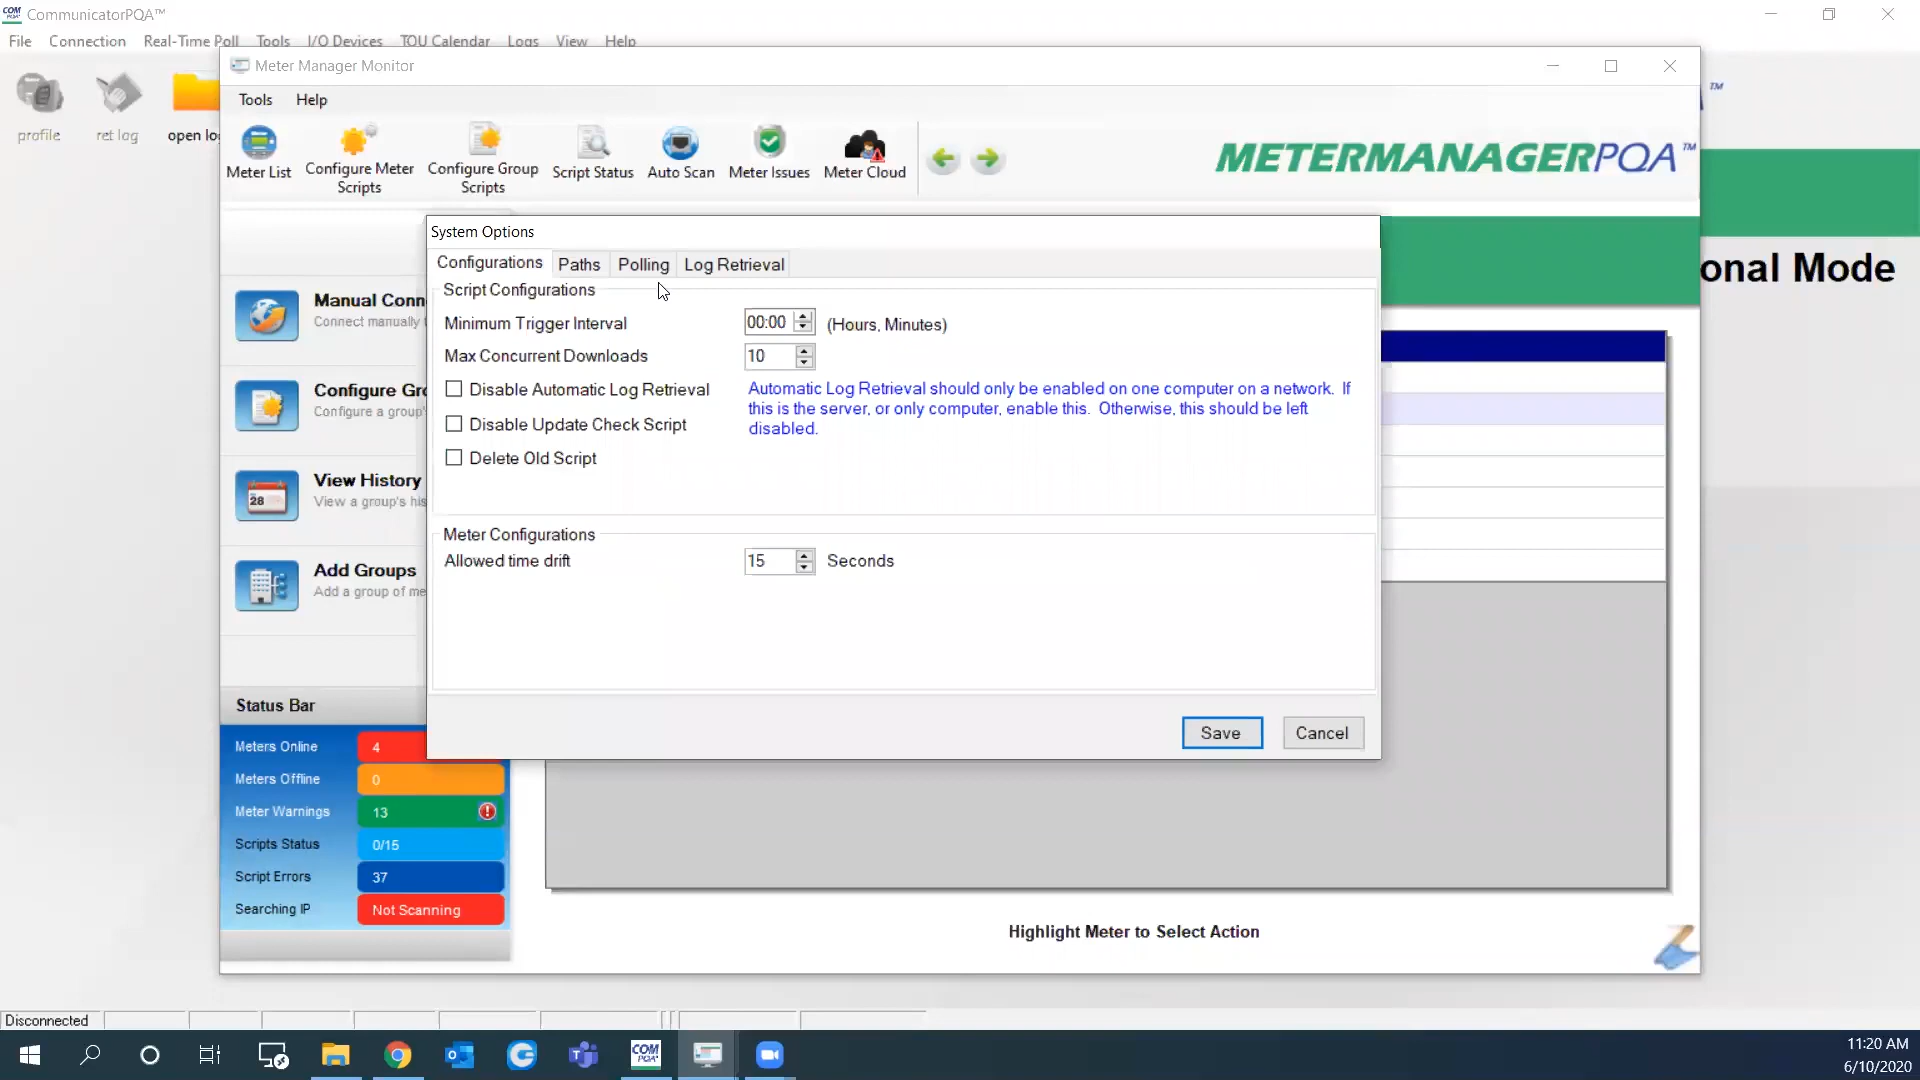 COM
PQA
CommunicatorPQA™
File Connection Real-Time Poll Tools I/O Devices TOU Calendar Logs View Help
Meter Manager Monitor
Tools Help
profile ret log open
Meter List
Configure Meter
Scripts
Configure Group
Scripts
Script Status
Auto Scan
Meter Issues
Meter Cloud
METERMANAGERPQA™
™
onal Mode
System Options
Configurations Paths Polling Log Retrieval
Script Configurations
Minimum Trigger Interval 00:00 (Hours, Minutes)
Max Concurrent Downloads 10
Disable Automatic Log Retrieval
Automatic Log Retrieval should only be enabled on one computer on a network. If
this is the server, or only computer, enable this. Otherwise, this should be left
disabled.
Disable Update Check Script
Delete Old Script
Meter Configurations
Allowed time drift 15 Seconds
Save Cancel
Manual Conn
Connect manually
Configure Gr
Configure a group'
28
View History
View a group's his
Add Groups
Add a group of me
Status Bar
Meters Online 4
Meters Offline 0
Meter Warnings 13
Scripts Status 0/15
Script Errors 37
Searching IP Not Scanning
Highlight Meter to Select Action
Disconnected
COM
PQA
11:20 AM
6/10/2020